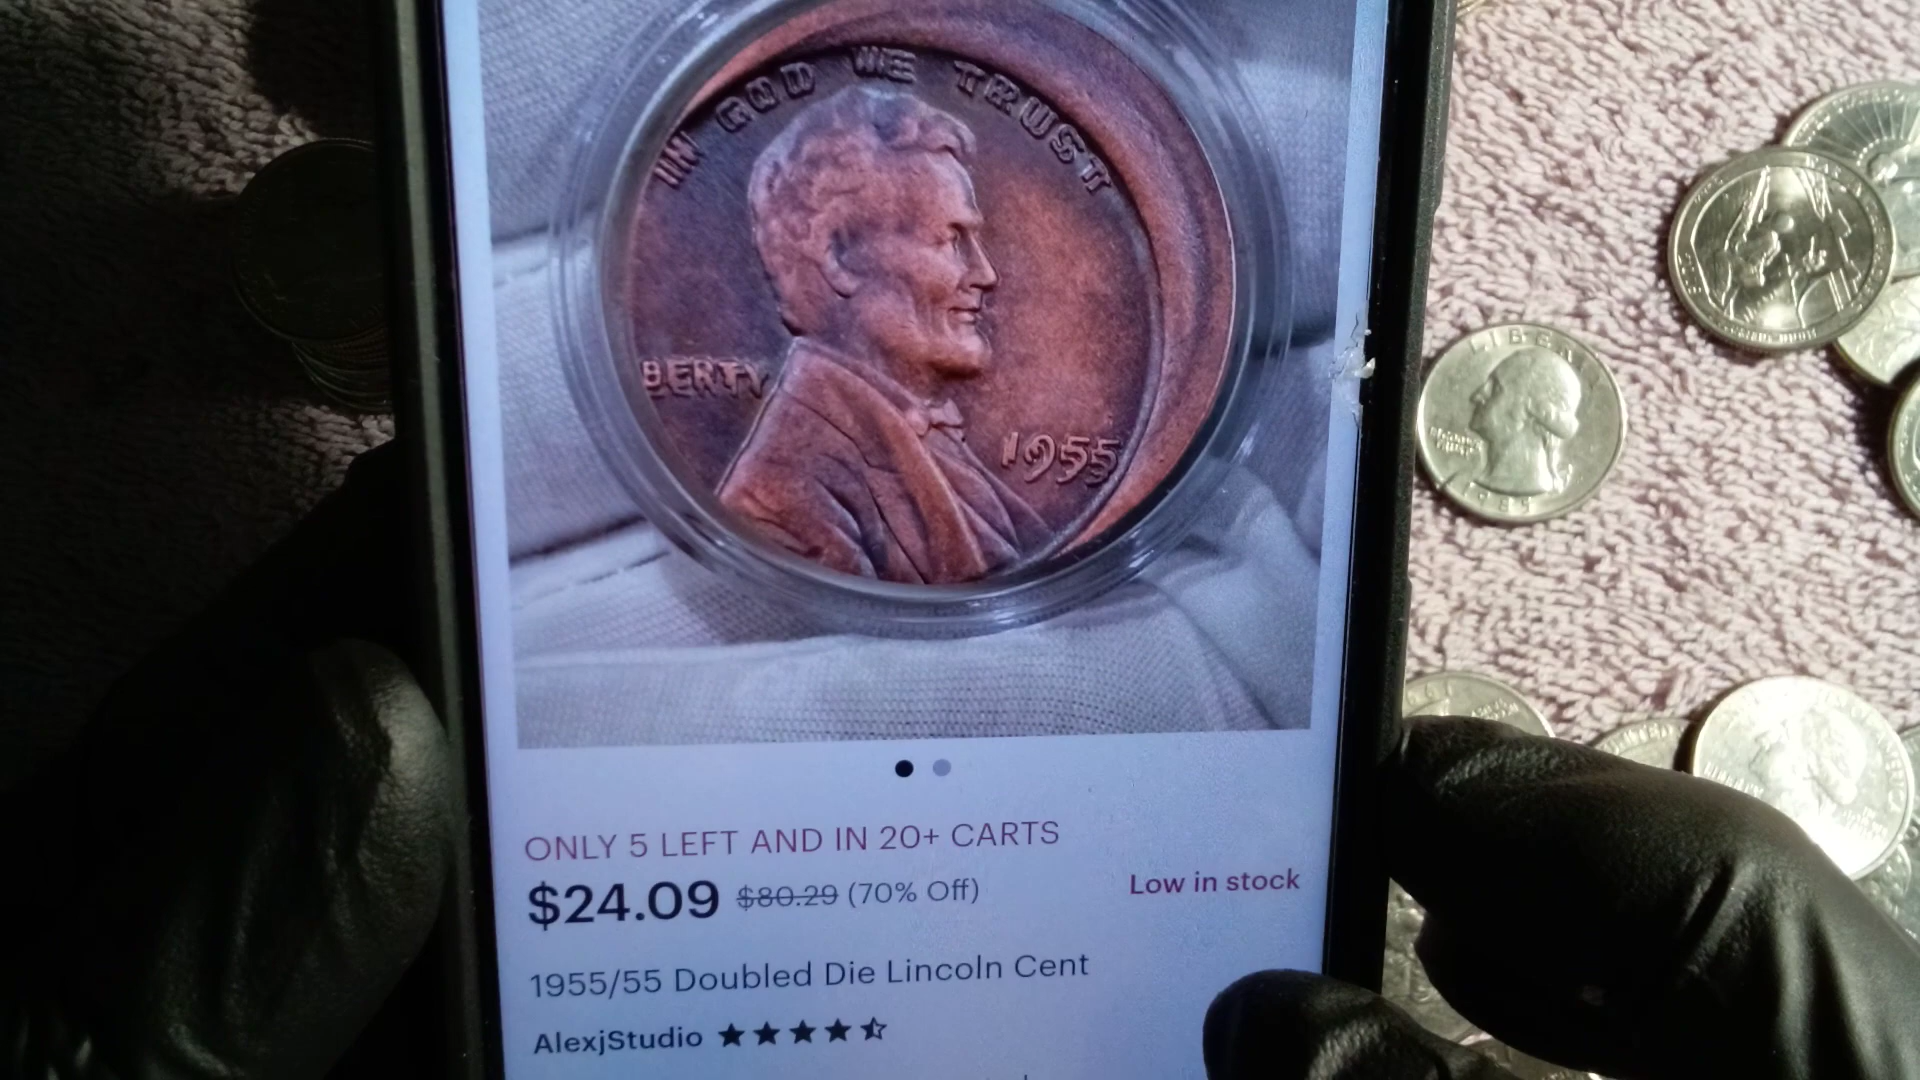 IN GOD WE TRUST
BERTY
1955
ONLY 5 LEFT AND IN 20+ CARTS
$24.09 $80.29 (70% Off)
Low in stock
1955/55 Doubled Die Lincoln Cent
AlexjStudio
LIBERTY